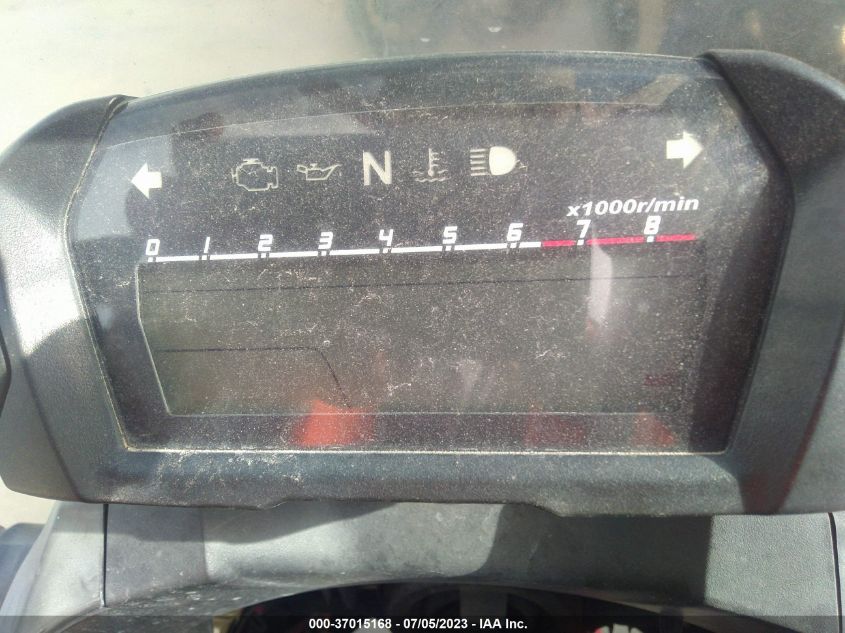 N
x1000r/min
0 1 2 3 4 5 6 7 8
000-37015168 - 07/05/2023 - IAA Inc.